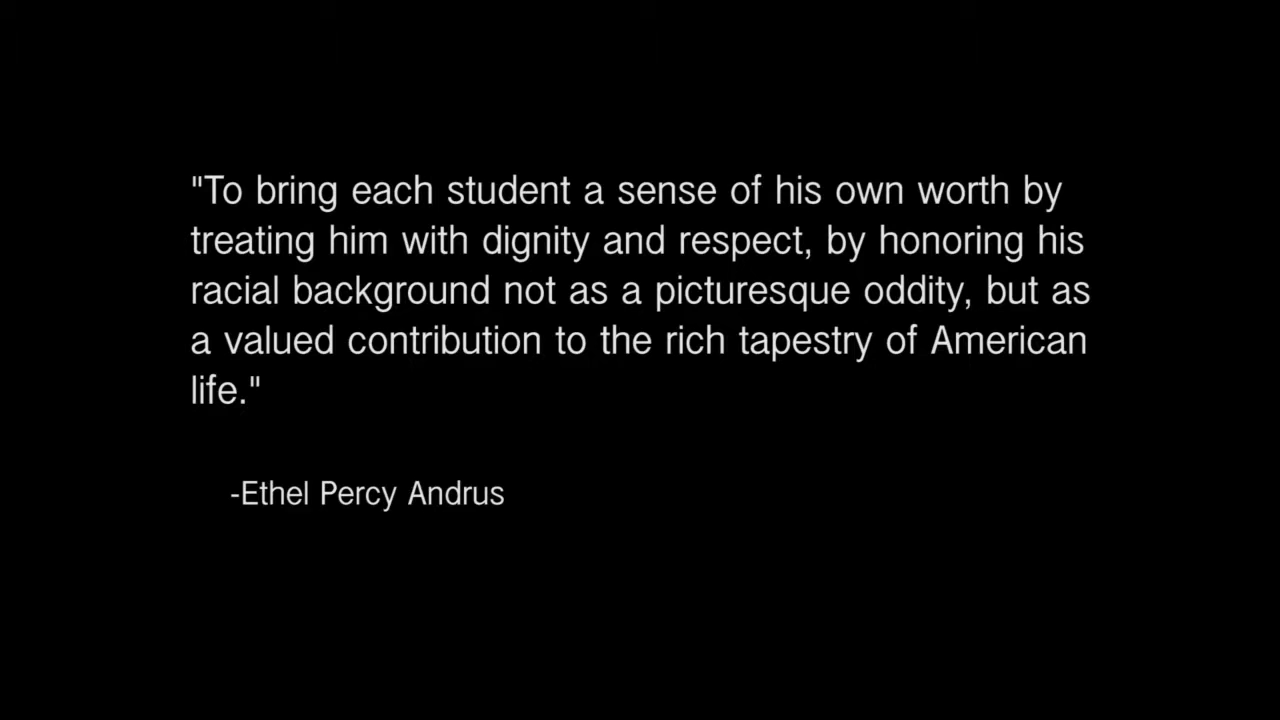 "To bring each student a sense of his own worth by
treating him with dignity and respect, by honoring his
racial background not as a picturesque oddity, but as
a valued contribution to the rich tapestry of American
life."
-Ethel Percy Andrus